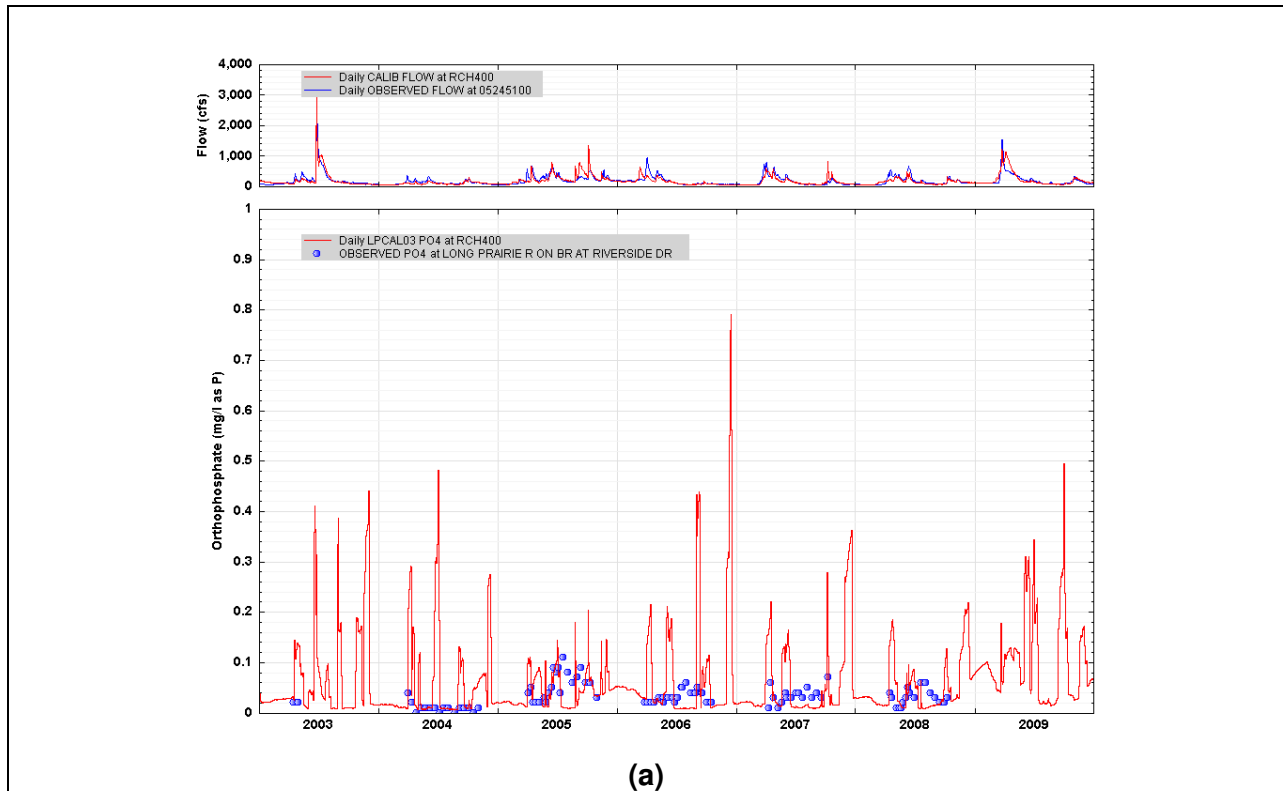 4,000
3,000
2,000
1,000
0
Flow (cfs)
Daily CALIB FLOW at RCH400
Daily OBSERVED FLOW at 05245100
1
0.9
0.8
0.7
0.6
0.5
0.4
0.3
0.2
0.1
0
Orthophosphate (mg/l as P)
Daily LPCAL03 PO4 at RCH400
OBSERVED PO4 at LONG PRAIRIE R ON BR AT RIVERSIDE DR
2003 2004 2005 2006 2007 2008 2009
(a)